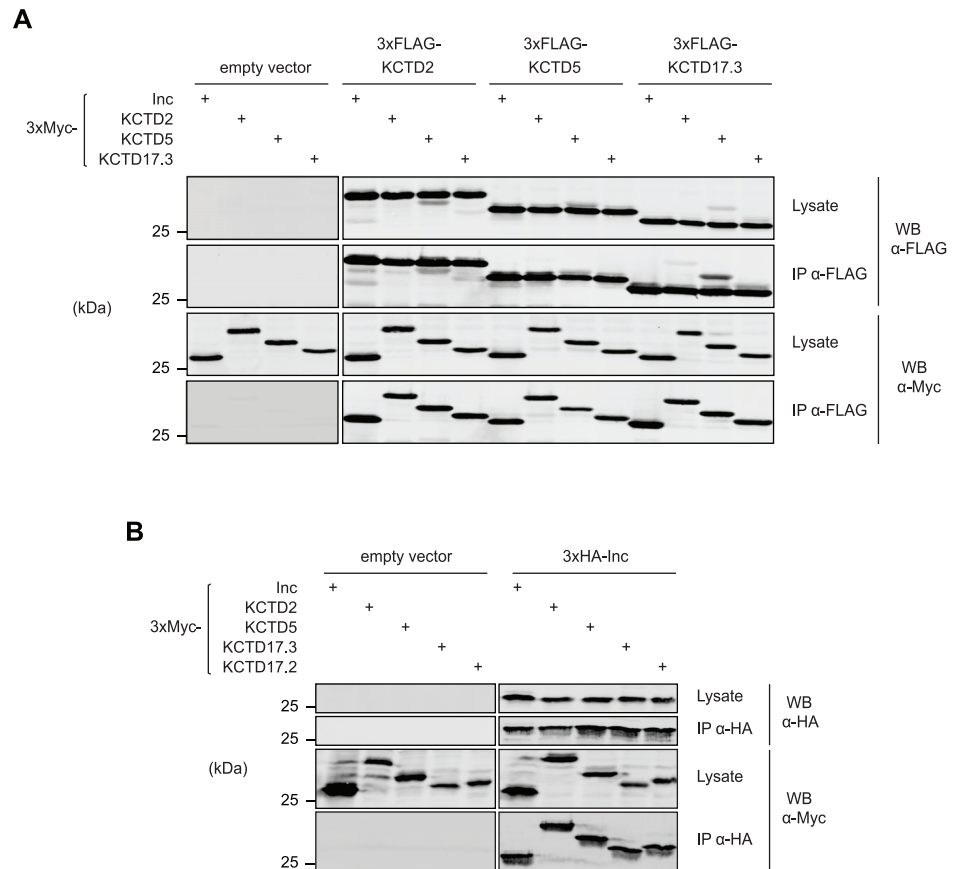 A
3xFLAG- 3xFLAG- 3xFLAG-
empty vector KCTD2 KCTD5 KCTD17.3
Inc + + + +
KCTD2 + + + +
3xMyc-
KCTD5 + + + +
KCTD17.3 + + + +
Lysate
25
WB
α-FLAG
IP α-FLAG
25
(kDa)
Lysate
25
WB
α-Myc
IP α-FLAG
25
B
empty vector 3xHA-Inc
Inc + +
KCTD2 + +
3xMyc- KCTD5 + +
KCTD17.3 + +
KCTD17.2 + +
Lysate
25
WB
α-HA
IP α-HA
25
(kDa)
Lysate
25
WB
α-Myc
IP α-HA
25